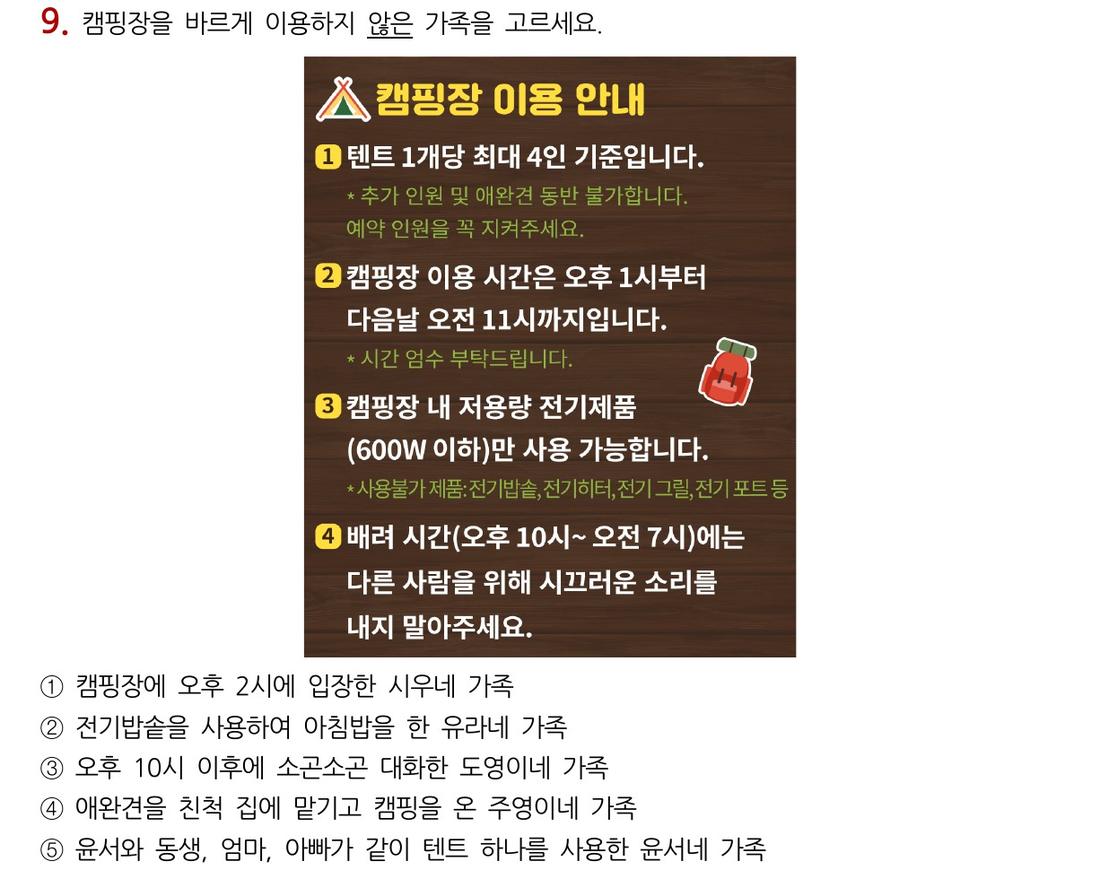 9. 캠핑장을 바르게 이용하지 않은 가족을 고르세요.
캠핑장 이용 안내
1 텐트 1개당 최대 4인 기준입니다.
* 추가 인원 및 애완견 동반 불가합니다.
예약 인원을 꼭 지켜주세요.
2 캠핑장 이용 시간은 오후 1시부터
다음날 오전 11시까지입니다.
* 시간 엄수 부탁드립니다.
3 캠핑장 내 저용량 전기제품
(600W 이하)만 사용 가능합니다.
* 사용불가 제품: 전기밥솥, 전기히터, 전기 그릴, 전기 포트 등
4 배려 시간(오후 10시~ 오전 7시)에는
다른 사람을 위해 시끄러운 소리를
내지 말아주세요.
① 캠핑장에 오후 2시에 입장한 시우네 가족
② 전기밥솥을 사용하여 아침밥을 한 유라네 가족
③ 오후 10시 이후에 소곤소곤 대화한 도영이네 가족
④ 애완견을 친척 집에 맡기고 캠핑을 온 주영이네 가족
⑤ 윤서와 동생, 엄마, 아빠가 같이 텐트 하나를 사용한 윤서네 가족